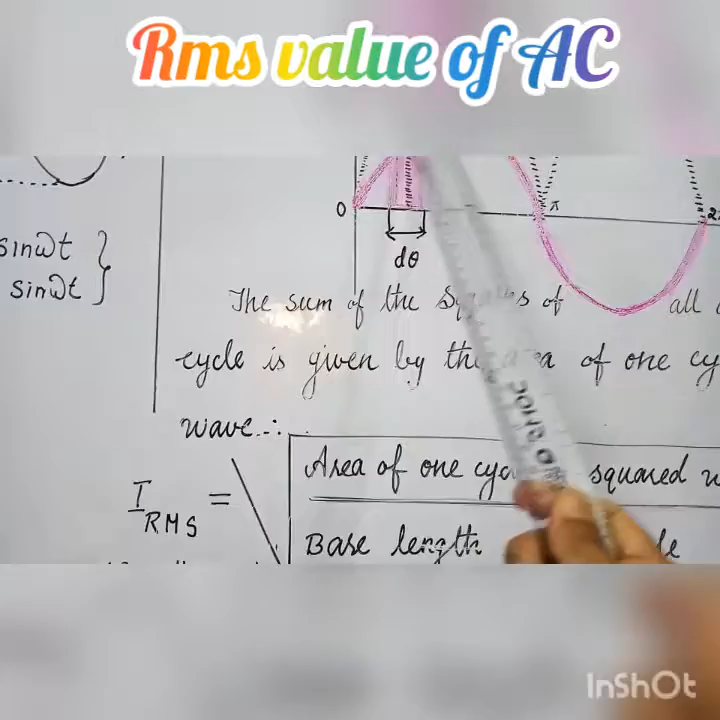 Rms value of AC
0
π
dθ
sinωt
sinωt
The sum of the of all
cycle is given by the of one
wave ∴
Area of one squared
I RMS =
Base length
InShOt